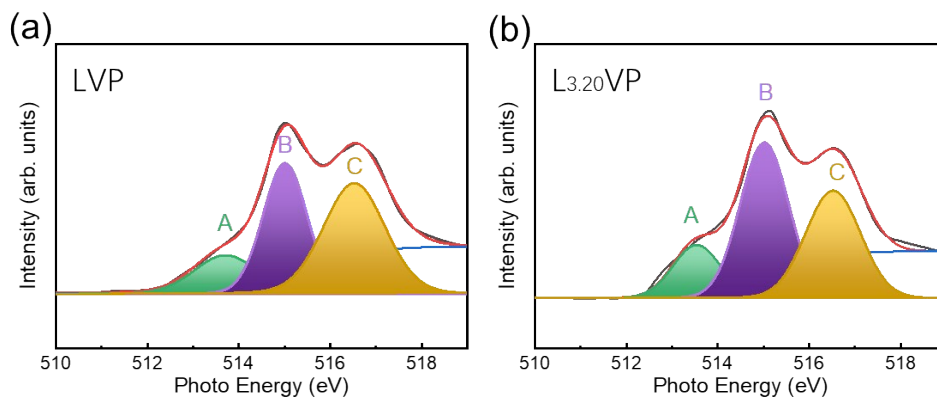 (a)
LVP
A
B
C
Intensity (arb. units)
510
512
514
516
518
Photo Energy (eV)
(b)
L3.20VP
A
B
C
Intensity (arb. units)
510
512
514
516
518
Photo Energy (eV)